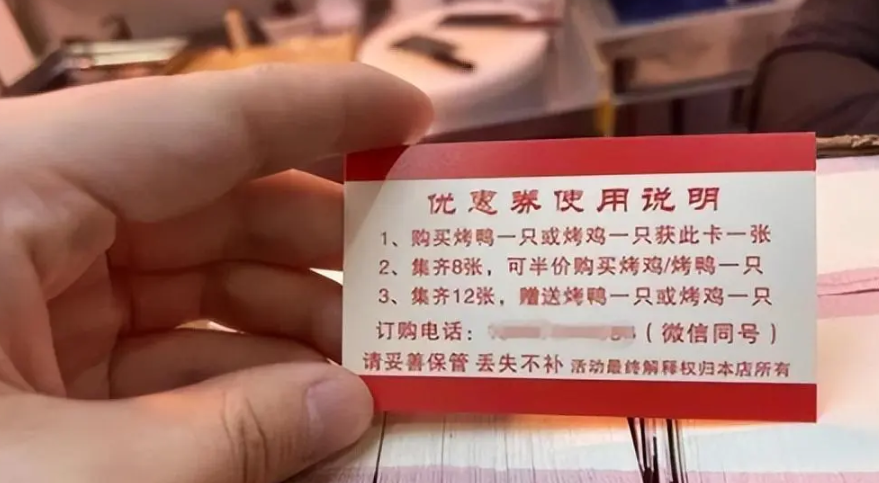 优惠券使用说明
1、购买烤鸭一只或烤鸡一只获此卡一张
2、集齐8张，可半价购买烤鸡/烤鸭一只
3、集齐12张，赠送烤鸭一只或烤鸡一只
订购电话：（微信同号）
请妥善保管 丢失不补 活动最终解释权归本店所有